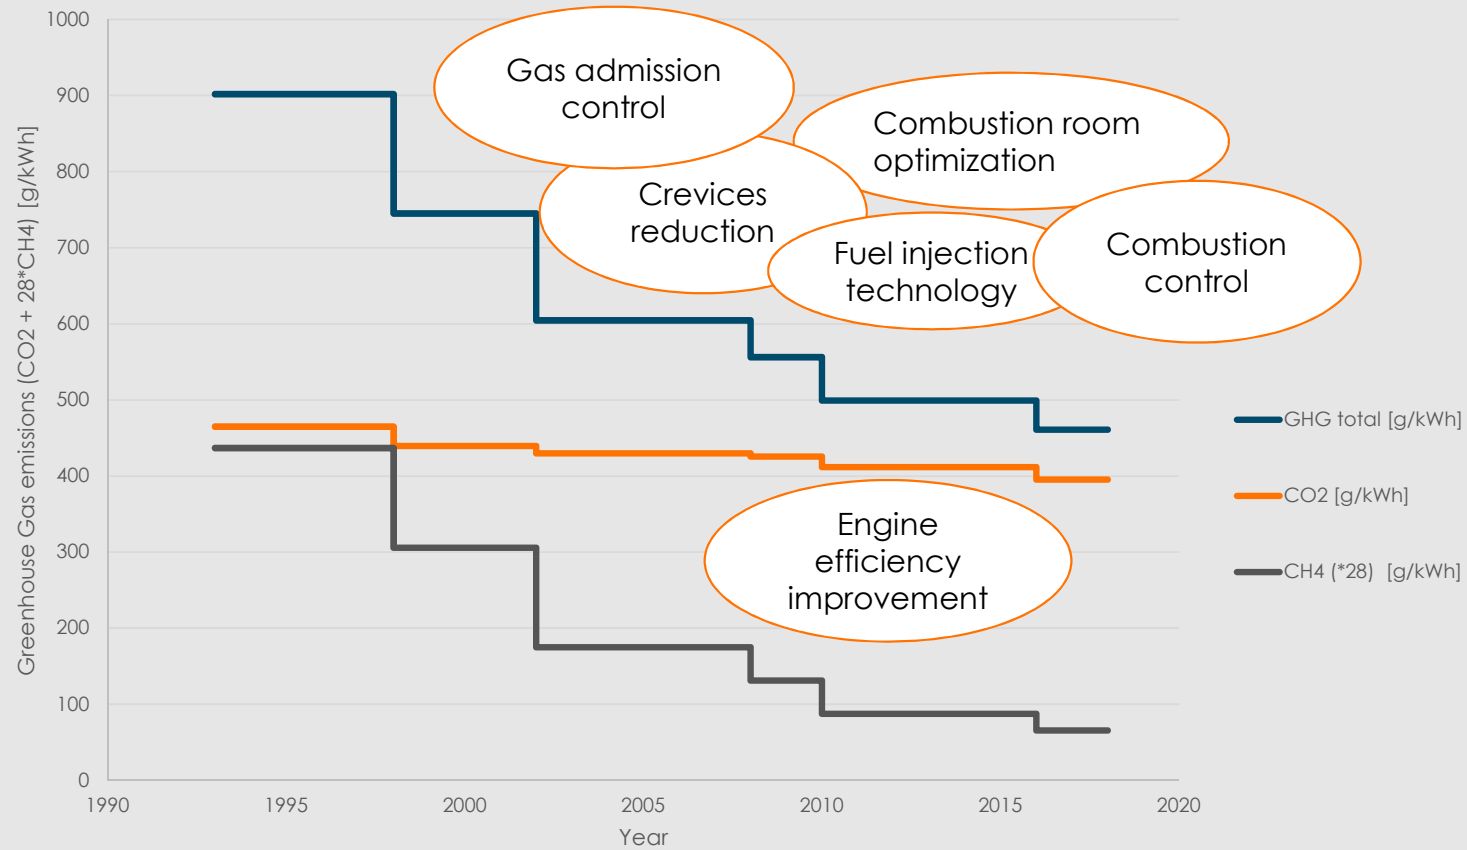 Greenhouse Gas emissions (CO2 + 28*CH4)  [g/kWh]
1000
900
800
700
600
500
400
300
200
100
0
1990
1995
2000
2005
2010
2015
2020
Year
Gas admission
control
Combustion room
optimization
Crevices
reduction
Fuel injection
technology
Combustion
control
Engine
efficiency
improvement
GHG total [g/kWh]
CO2 [g/kWh]
CH4 (*28)  [g/kWh]